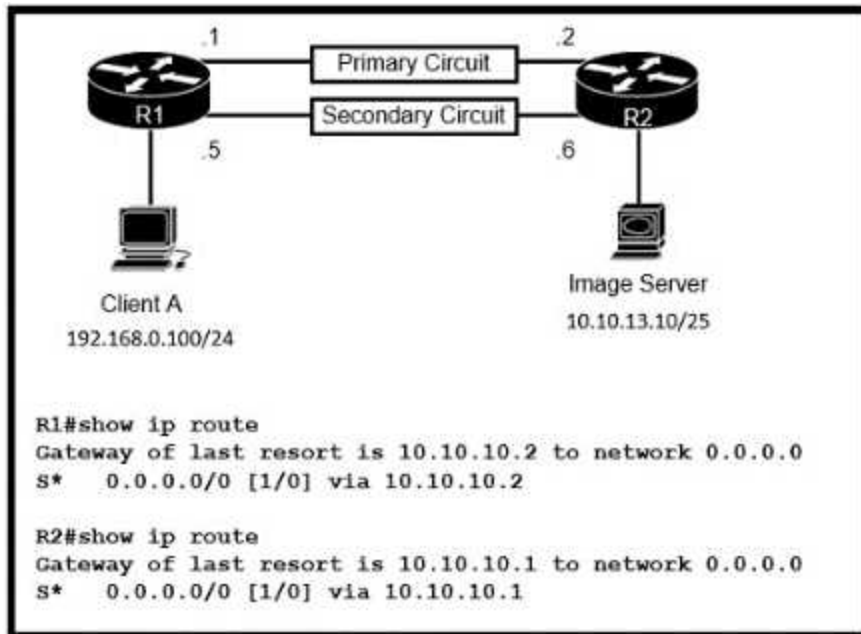 .1
.2
Primary Circuit
R1
Secondary Circuit
R2
.5
.6
Client A
192.168.0.100/24
Image Server
10.10.13.10/25
R1#show ip route
Gateway of last resort is 10.10.10.2 to network 0.0.0.0
S* 0.0.0.0/0 [1/0] via 10.10.10.2
R2#show ip route
Gateway of last resort is 10.10.10.1 to network 0.0.0.0
S* 0.0.0.0/0 [1/0] via 10.10.10.1